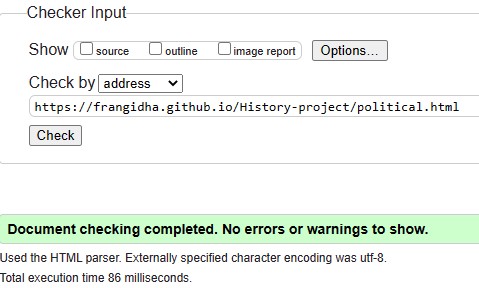 Checker Input
Show source outline image report Options...
Check by address
https://frangidha.github.io/History-project/political.html
Check
Document checking completed. No errors or warnings to show.
Used the HTML parser. Externally specified character encoding was utf-8.
Total execution time 86 milliseconds.